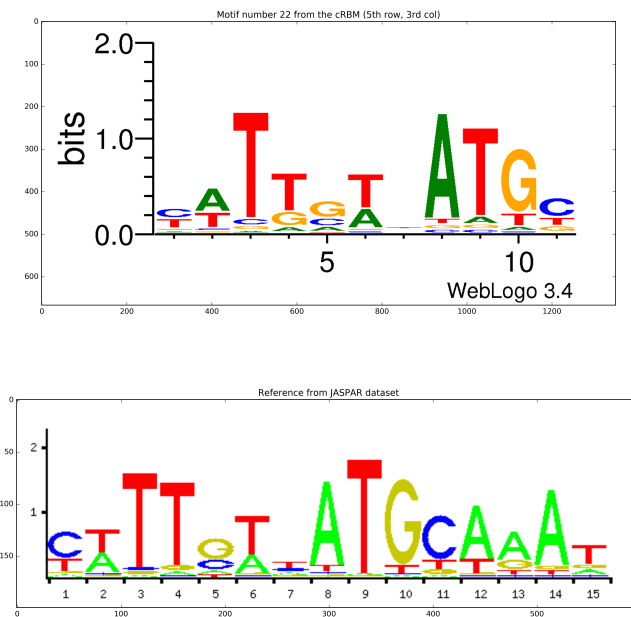 Motif number 22 from the cRBM (5th row, 3rd col)
0
100
200
300
400
500
600
2.0
1.0
0.0
bits
C A T T G T A T G C
5 10
WebLogo 3.4
0 200 400 600 800 1000 1200
Reference from JASPAR dataset
0
50
100
150
2
1
C T T T G T T A T G C A A A T
1 2 3 4 5 6 7 8 9 10 11 12 13 14 15
0 100 200 300 400 500